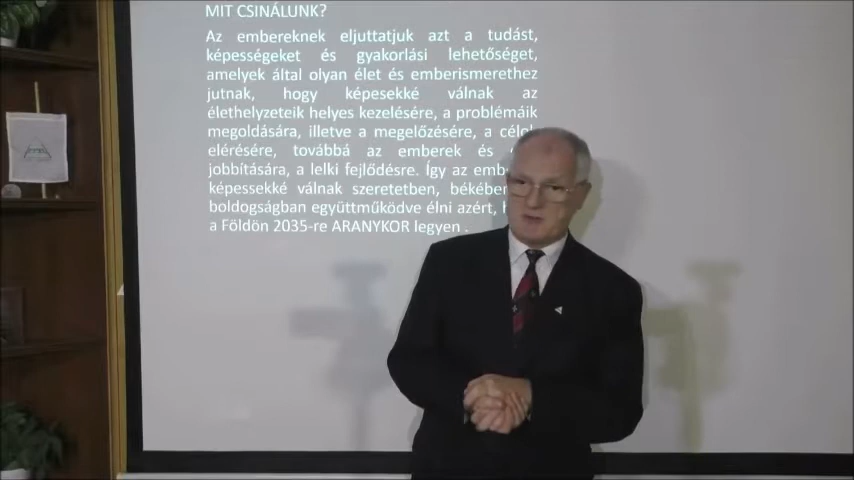 MIT CSINÁLUNK?
Az embereknek eljuttatjuk azt a tudást,
képességeket és gyakorlási lehetőséget,
amelyek által olyan élet és emberismerethez
jutnak, hogy képesekké válnak az
élethelyzeteik helyes kezelésére, a problémáik
megoldására, illetve a megelőzésére, a célok
elérésére, továbbá az emberek és
jobbítására, a lelki fejlődésre. Így az
képessekké válnak szeretetben,
boldogságban együttműködve élni azért,
a Földön 2035-re ARANYKOR legyen .